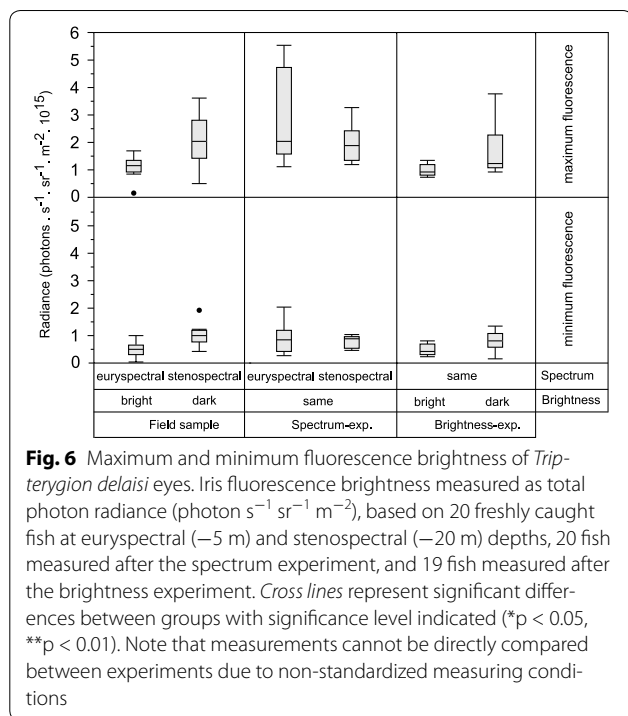 6
5
4
3
2
1
0
5
4
3
2
1
0
Radiance (photons . s⁻¹. sr⁻¹. m⁻². 10¹⁵)
maximum fluorescence
minimum fluorescence
euryspectral stenospectral euryspectral stenospectral same Spectrum
bright dark same bright dark Brightness
Field sample Spectrum-exp. Brightness-exp.
Fig. 6 Maximum and minimum fluorescence brightness of Trip-
terygion delaisi eyes. Iris fluorescence brightness measured as total
photon radiance (photon s⁻¹ sr⁻¹ m⁻²), based on 20 freshly caught
fish at euryspectral (−5 m) and stenospectral (−20 m) depths, 20 fish
measured after the spectrum experiment, and 19 fish measured after
the brightness experiment. Cross lines represent significant differ-
ences between groups with significance level indicated (*p < 0.05,
**p < 0.01). Note that measurements cannot be directly compared
between experiments due to non-standardized measuring condi-
tions